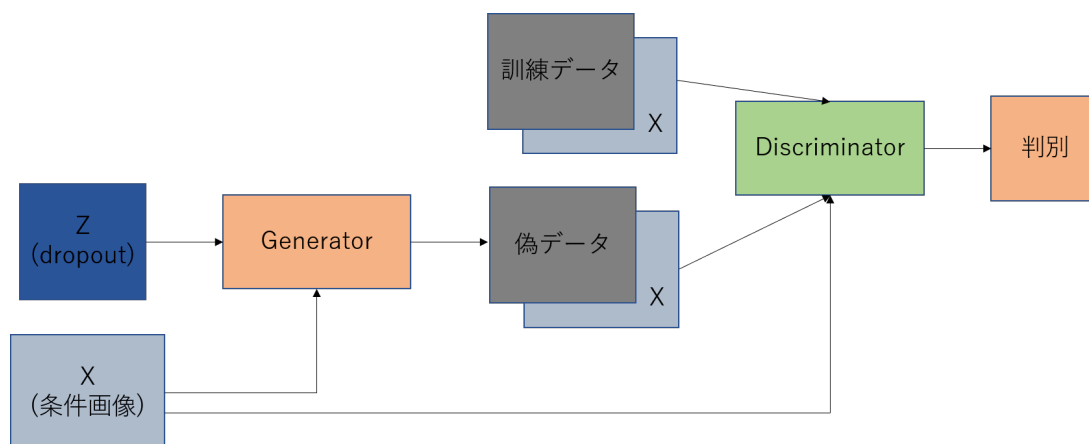 訓練データ
X
Discriminator
判別
Z
(dropout)
Generator
偽データ
X
X
(条件画像)